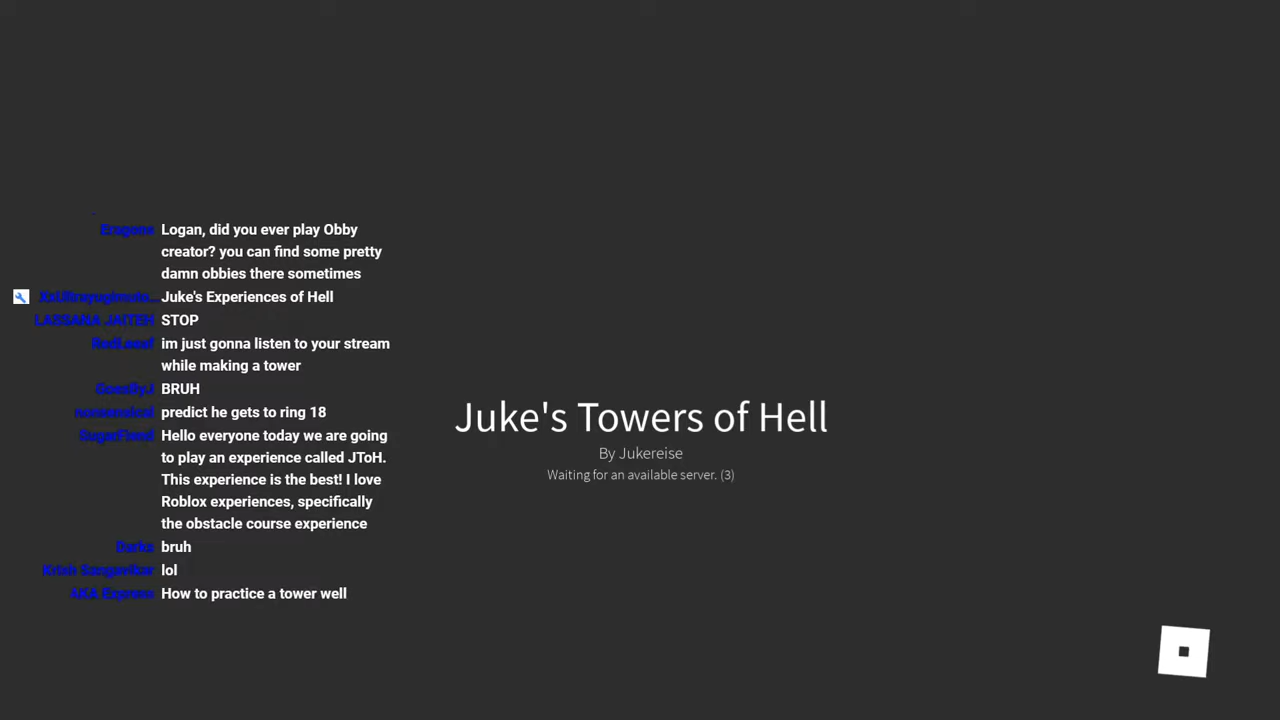 Logan, did you ever play Obby
creator? you can find some pretty
damn obbies there sometimes
Juke's Experiences of Hell
LASSANA JAITEH STOP
im just gonna listen to your stream
while making a tower
BRUH
predict he gets to ring 18
Hello everyone today we are going
to play an experience called JToH.
This experience is the best! I love
Roblox experiences, specifically
the obstacle course experience
bruh
lol
How to practice a tower well
Juke's Towers of Hell
By Jukereise
Waiting for an available server. (3)